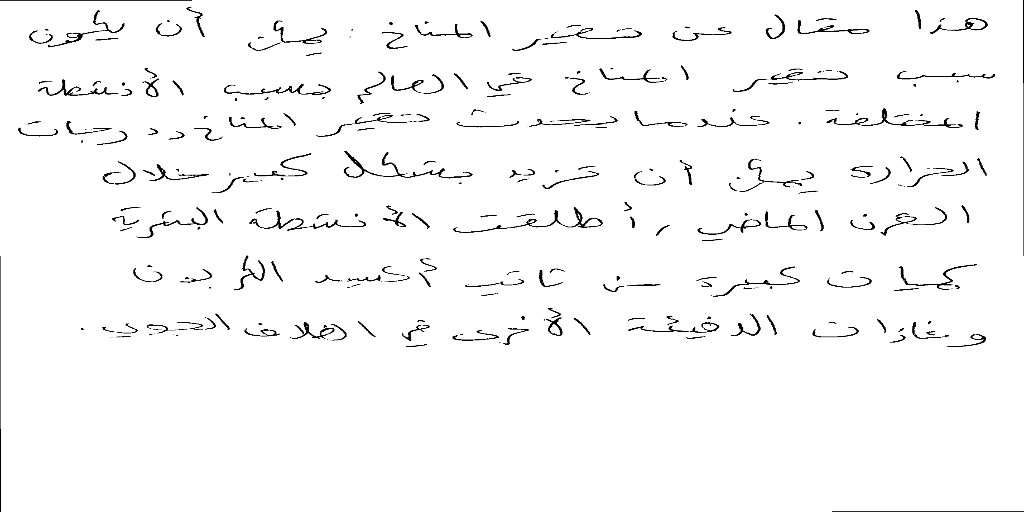 هذا مقال عن تغير المناخ . يمكن أن يكون
سبب تغير المناخ في العالم بسبب الأنشطة
المختلفة . عندما يحدث تغير المناخ درجات
الحرارة يمكن أن تزيد بشكل كبير خلال
القرن الماضي , أطلقت الأنشطة البشرية
كميات كبيرة من ثاني أكسيد الكربون
وغازات الدفيئة الأخرى في الغلاف الجوي .